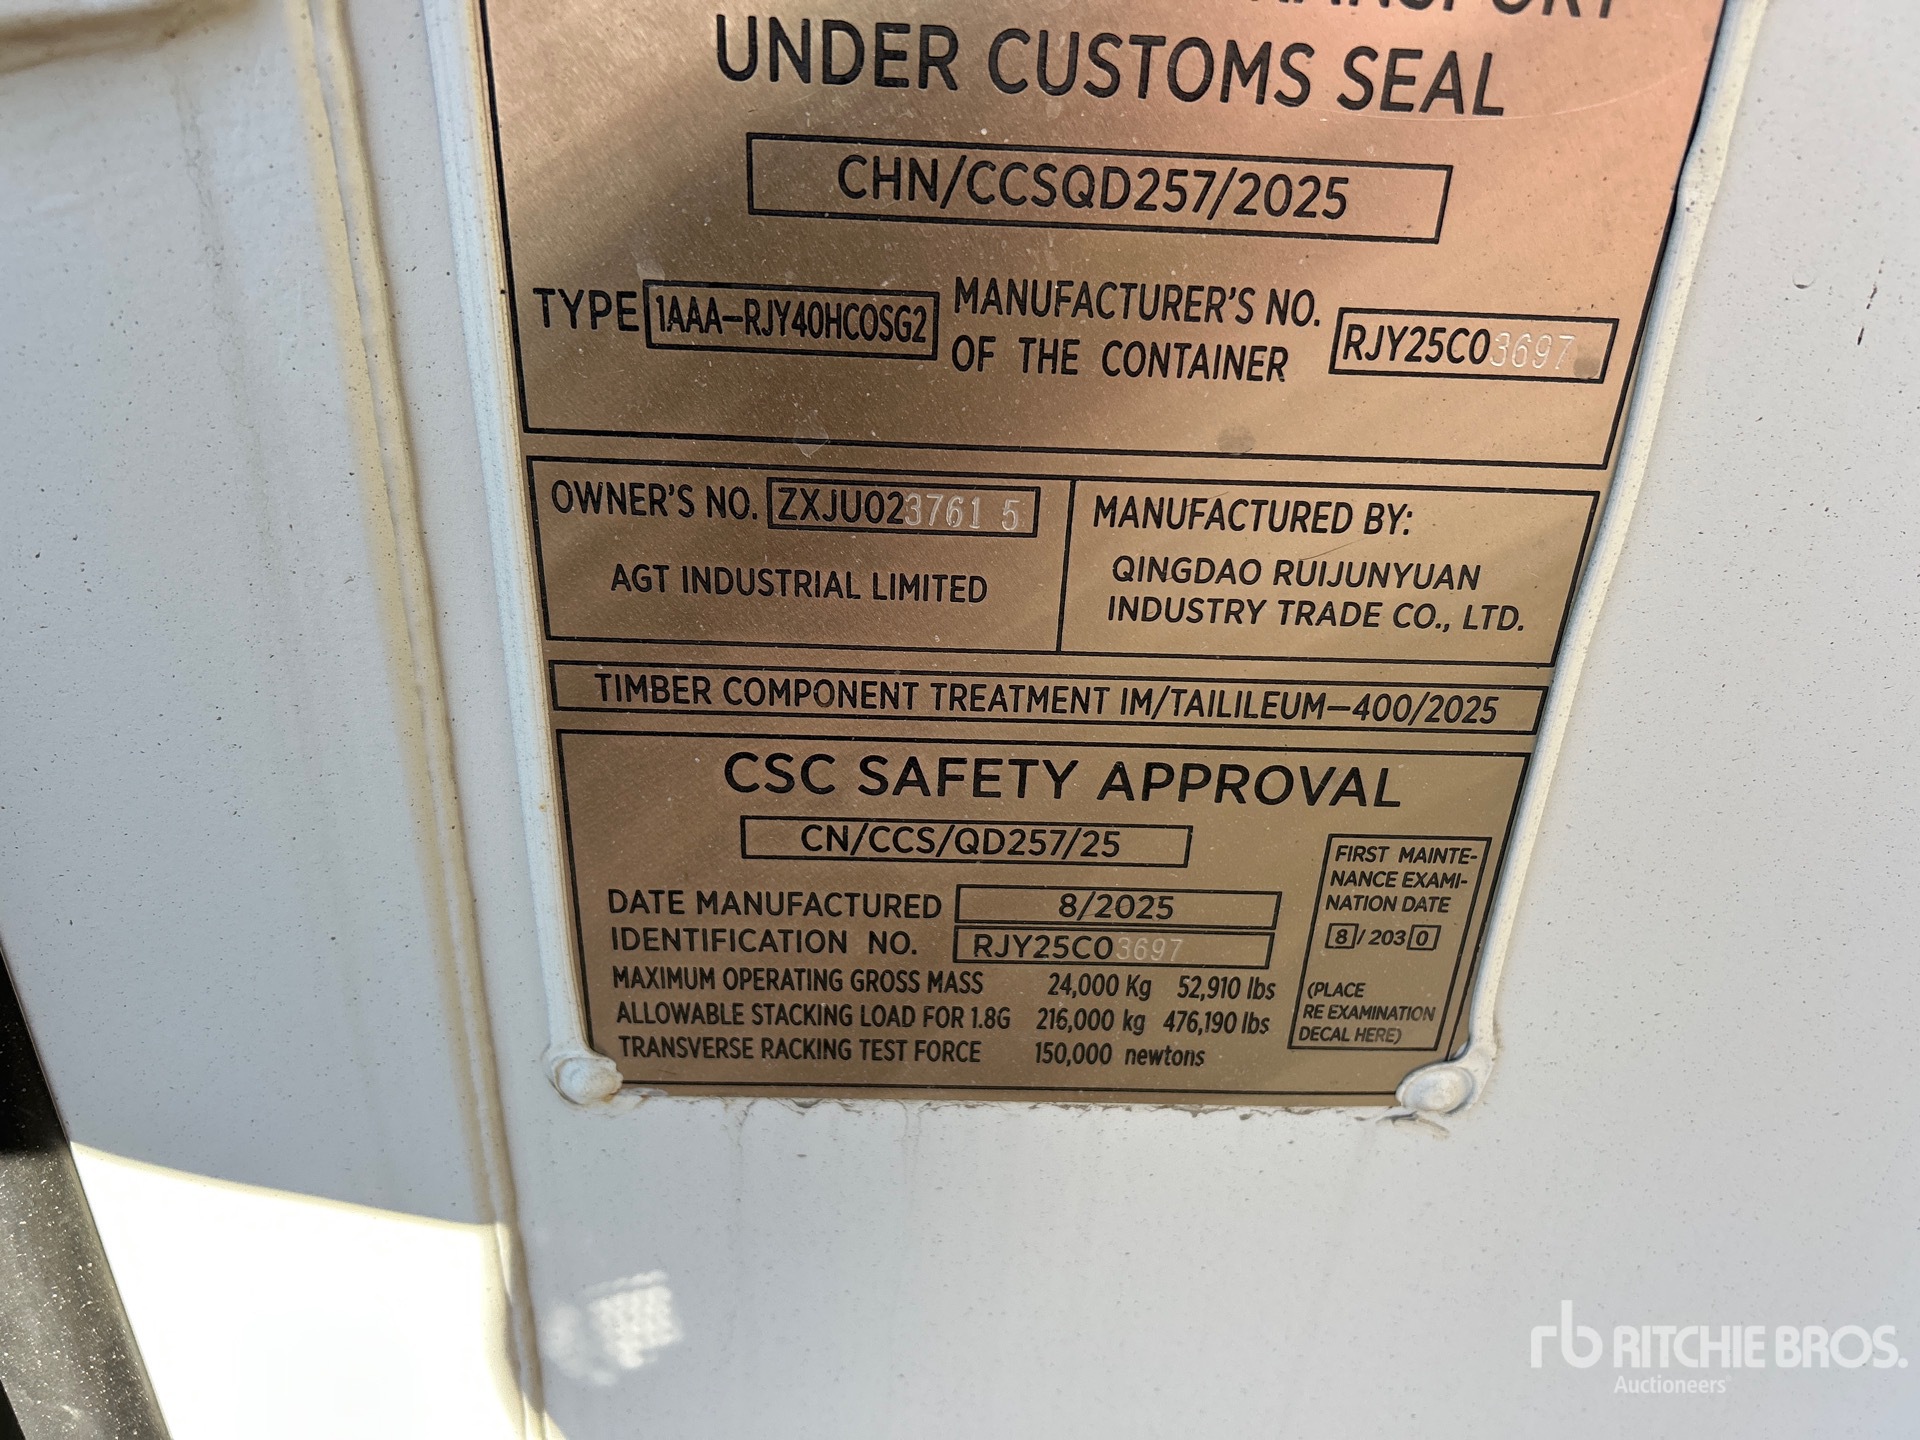 TRANSPORT
UNDER CUSTOMS SEAL
CHN/CCSQD257/2025
TYPE 1AAA-RJY40HCOSG2
MANUFACTURER'S NO.
OF THE CONTAINER
RJY25C03697
OWNER'S NO. ZXJU023761 5
AGT INDUSTRIAL LIMITED
MANUFACTURED BY:
QINGDAO RUIJUNYUAN
INDUSTRY TRADE CO., LTD.
TIMBER COMPONENT TREATMENT IM/TAILILEUM-400/2025
CSC SAFETY APPROVAL
CN/CCS/QD257/25
DATE MANUFACTURED 8/2025
IDENTIFICATION NO. RJY25C03697
MAXIMUM OPERATING GROSS MASS 24,000 Kg 52,910 lbs
ALLOWABLE STACKING LOAD FOR 1.8G 216,000 kg 476,190 lbs
TRANSVERSE RACKING TEST FORCE 150,000 newtons
FIRST MAINTE-
NANCE EXAMI-
NATION DATE
8/2030
(PLACE
RE EXAMINATION
DECAL HERE)
rb RITCHIE BROS.
Auctioneers